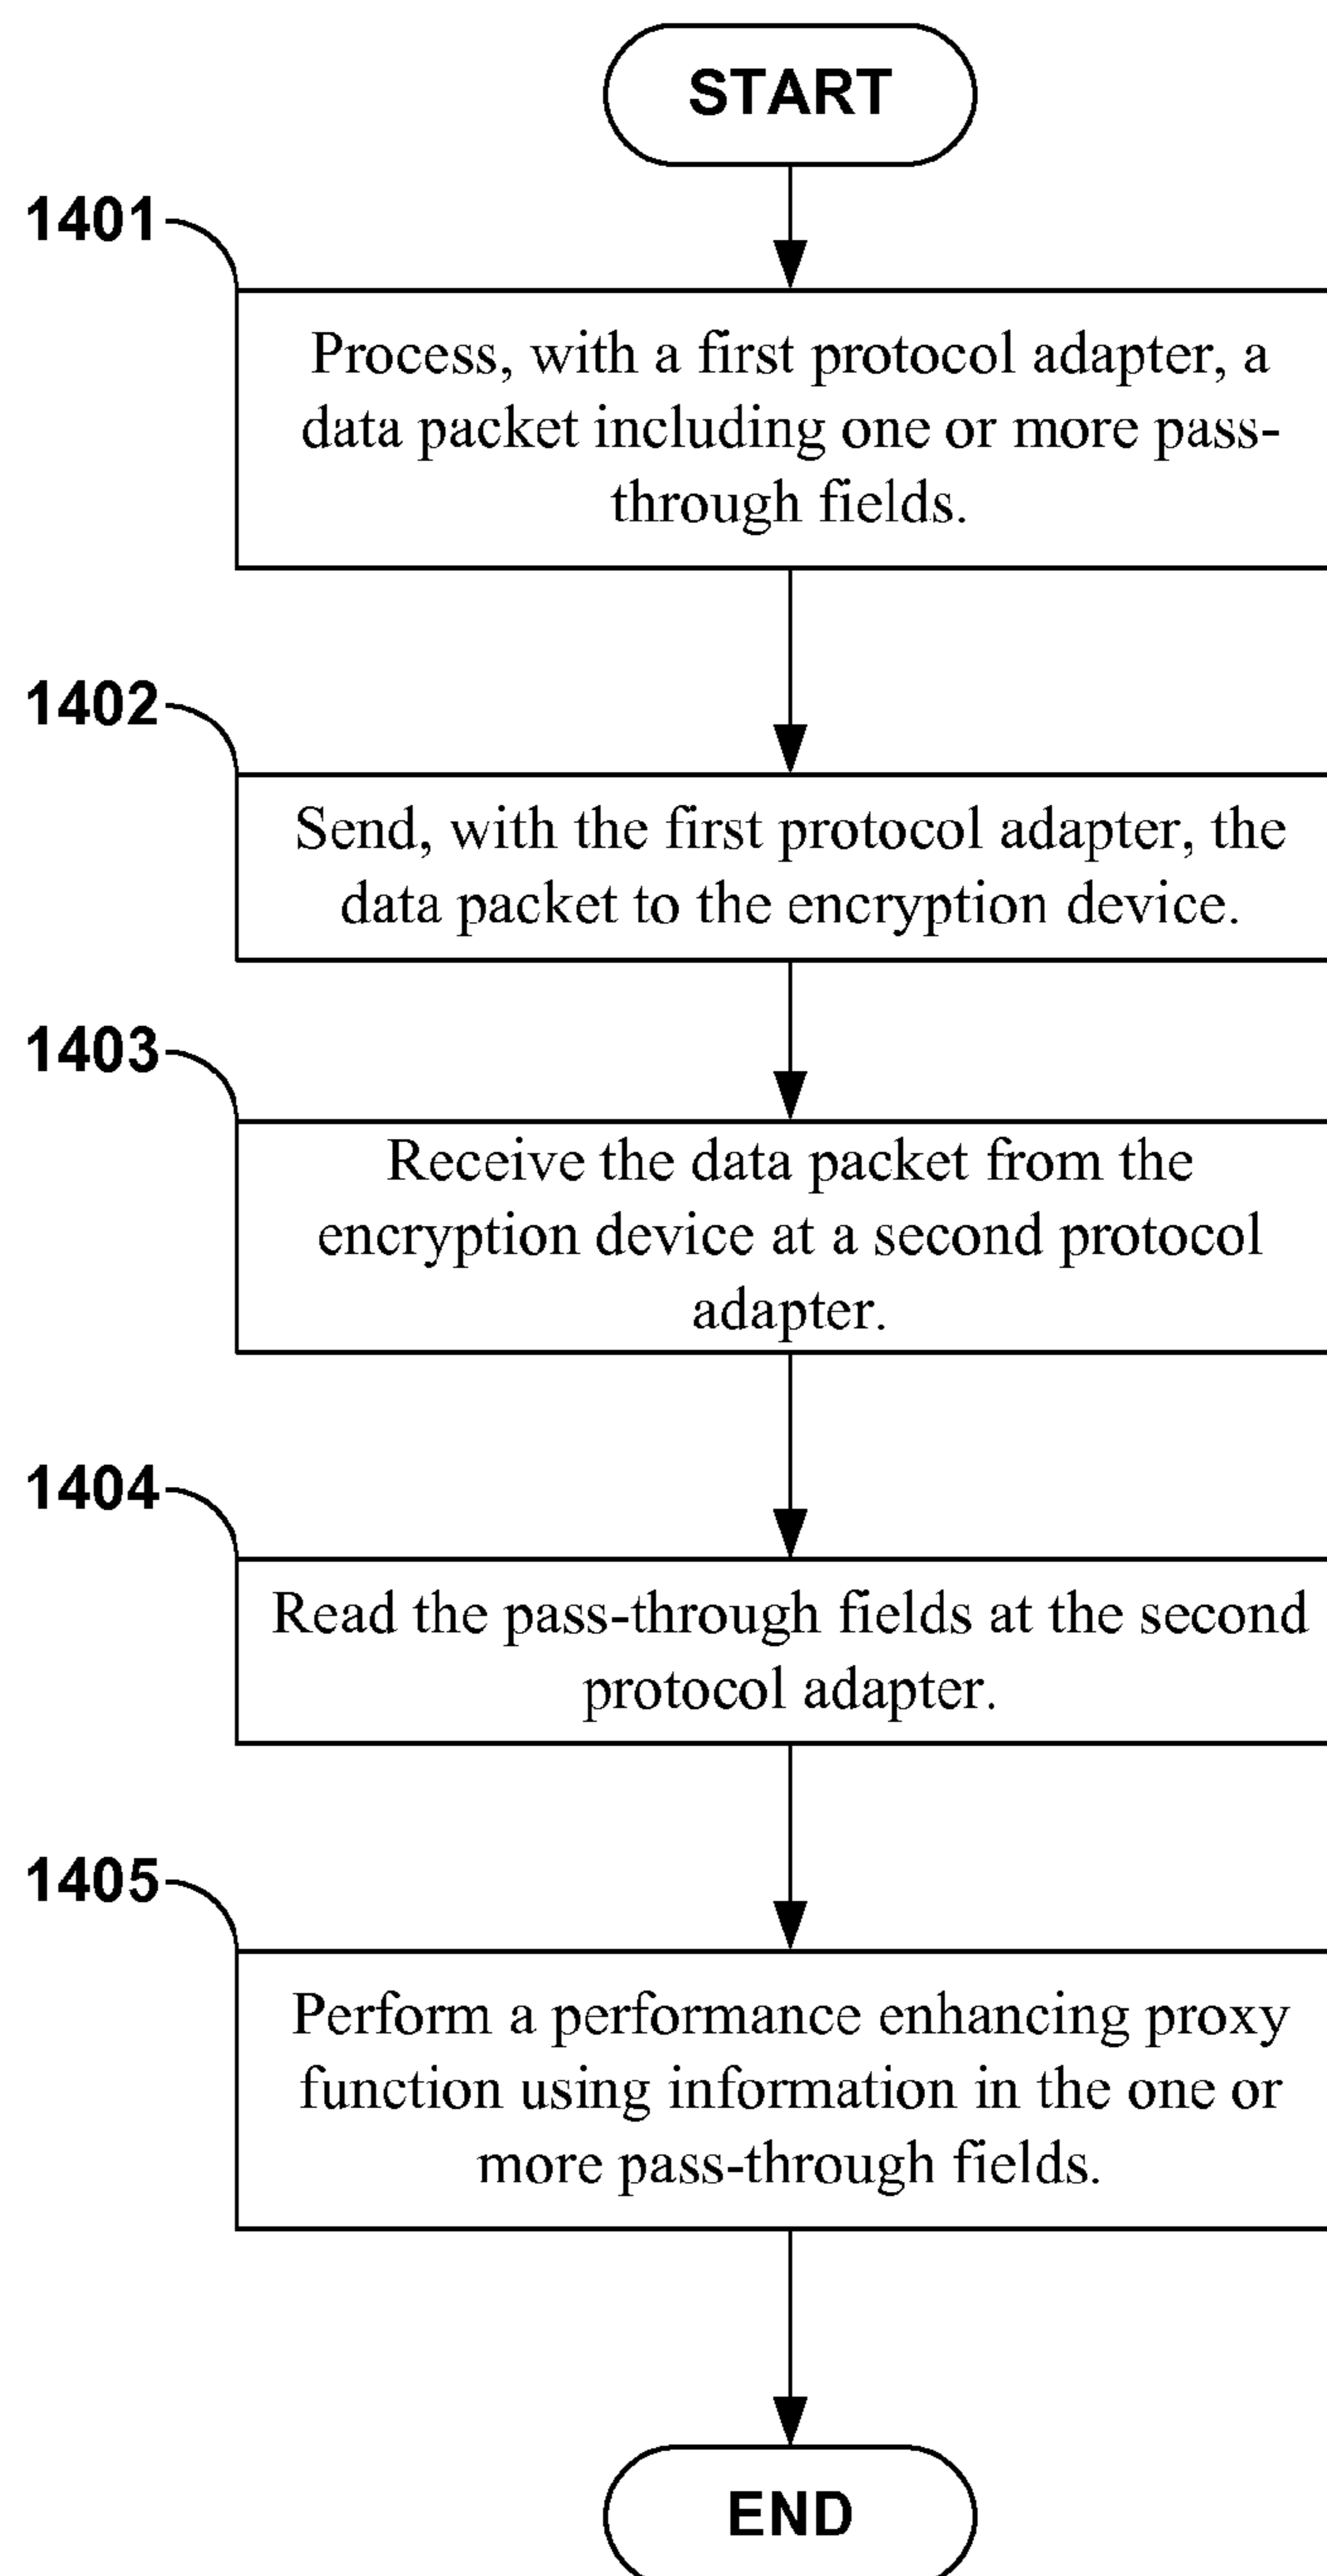 START
1401
Process, with a first protocol adapter, a
data packet including one or more pass-
through fields.
1402
Send, with the first protocol adapter, the
data packet to the encryption device.
1403
Receive the data packet from the
encryption device at a second protocol
adapter.
1404
Read the pass-through fields at the second
protocol adapter.
1405
Perform a performance enhancing proxy
function using information in the one or
more pass-through fields.
END